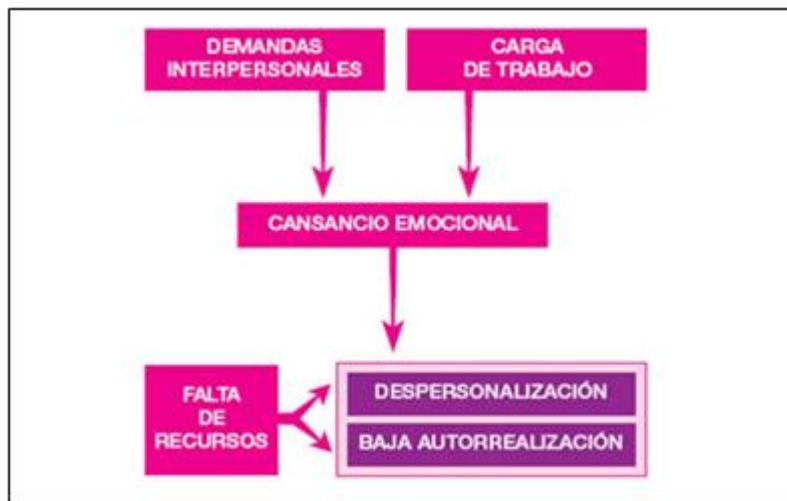 DEMANDAS
INTERPERSONALES
CARGA
DE TRABAJO
CANSANCIO EMOCIONAL
FALTA
DE
RECURSOS
DESPERSONALIZACIÓN
BAJA AUTORREALIZACIÓN